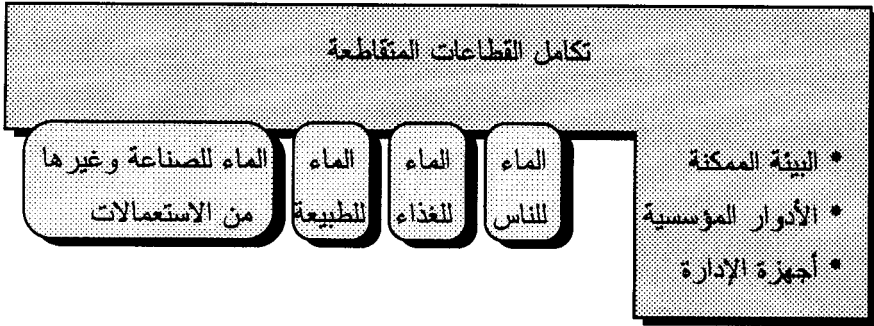 تكامل القطاعات المتقاطعة
• البيئة الممكنة
• الأدوار المؤسسية
• أجهزة الإدارة
الماء
للناس
الماء
للغذاء
الماء
للطبيعة
الماء للصناعة وغيرها
من الاستعمالات